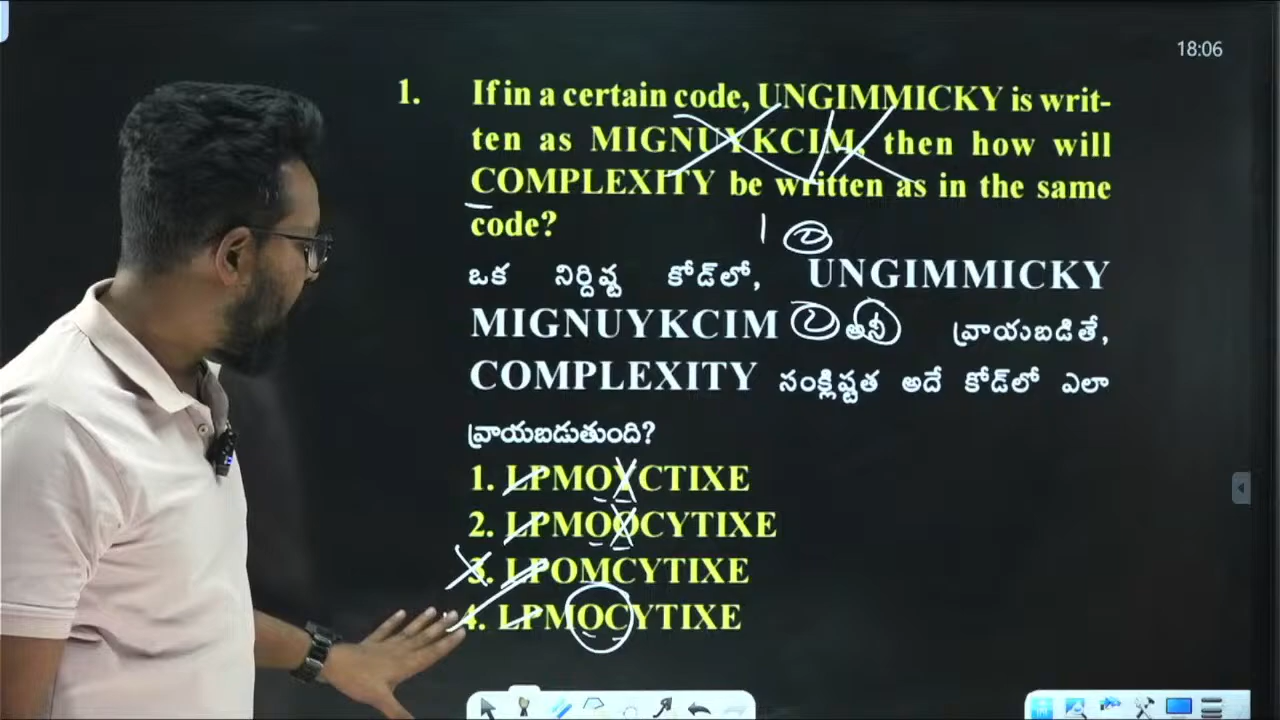 18:06
1. If in a certain code, UNGIMMICKY is writ-
ten as MIGNUYKCIM, then how will
COMPLEXITY be written as in the same
code?
ఒక నిర్దిష్ట కోడ్‌లో, UNGIMMICKY
MIGNUYKCIM అనీ వ్రాయబడితే,
COMPLEXITY సంక్లిష్టత అదే కోడ్‌లో ఎలా
వ్రాయబడుతుంది?
1. LPMOYCTIXE
2. LPMOOCYTIXE
3. LPOMCYTIXE
4. LPMOCYTIXE